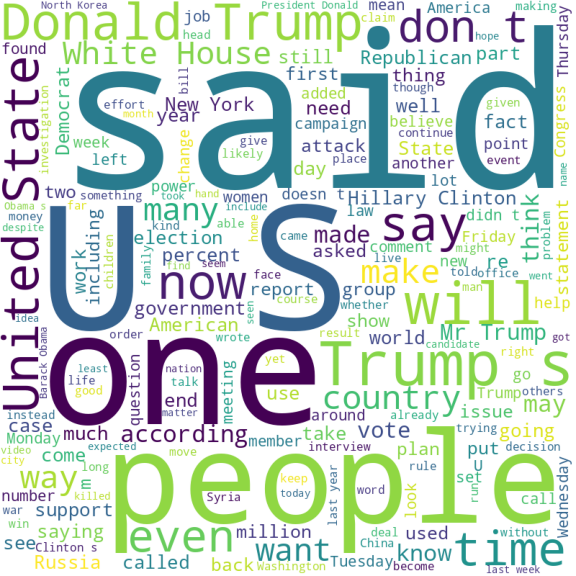 North Korea
job
President Donald
mean
America
making
Donald Trump
claim
head
don t
hope
Thursday
found
White House
still
Republican
part
bill
first
thing
though
Democrat
effort
month
added
need
well
given
Congress
New York
change
give
likely
campaign
believe
continue
fact
investigation
week
year
place
attack
State
point
event
name
left
day
another
said
United State
two
power
took
hand
women
doesn t
lot
Hillary Clinton
Obama s
something
far
money
despite
many
kind
able
include
law
didn t
U S
now
made
say
think
Friday
statement
work
including
election
children
family
percent
came
home
asked
comment
new
re
told
office
problem
might
live
went
find
seem
report
group
make
will
man
help
idea
government
face
course
whether
show
wrote
seen
world
Mr Trump
got
Barack Obama
order
American
result
candidate
right
one
Trump s
go
least
life
good
question
talk
nation
matter
meeting
yet
end
use
country
Trump
others
may
instead
case
much
according
around
already
issue
trying
Monday
expected
member
take
vote
going
video
city
come
move
interview
plan
put
U
decision
way
m
long
people
rule
set
run
Wednesday
number
war
killed
Syria
keep
today
last year
word
look
call
win
support
even
million
deal
used
without
saying
want
China
know
time
see
Clinton s
Russia
called
back
Washington
Tuesday
become
last week